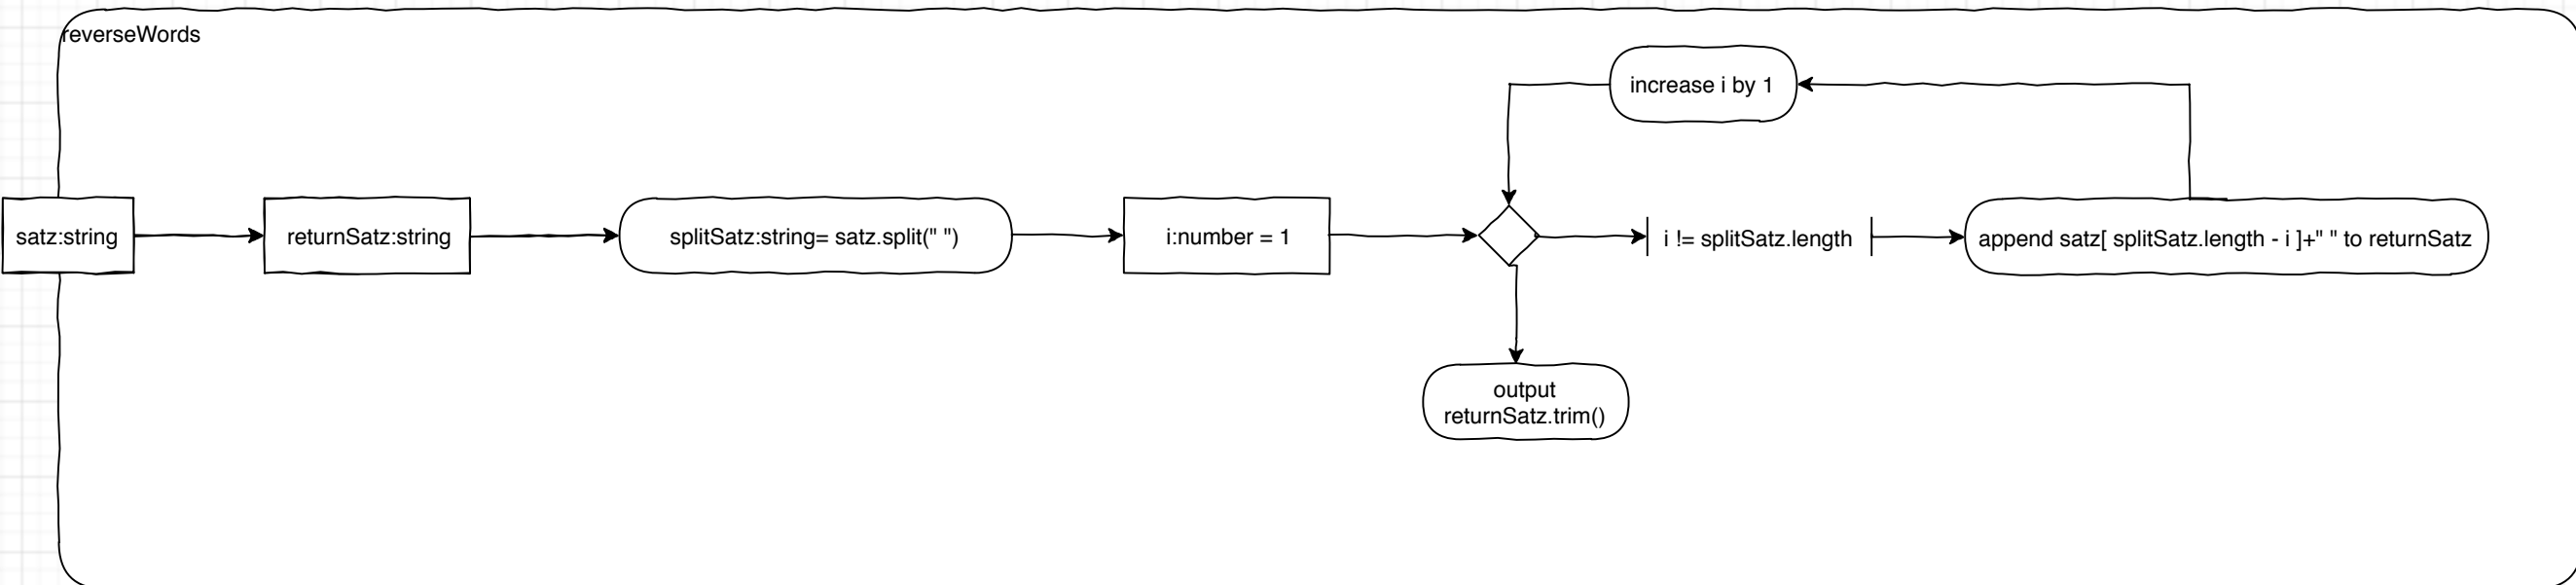 reverseWords
increase i by 1
satz:string
returnSatz:string
splitSatz:string= satz.split(" ")
i:number = 1
i != splitSatz.length
append satz[ splitSatz.length - i ]+" " to returnSatz
output
returnSatz.trim()